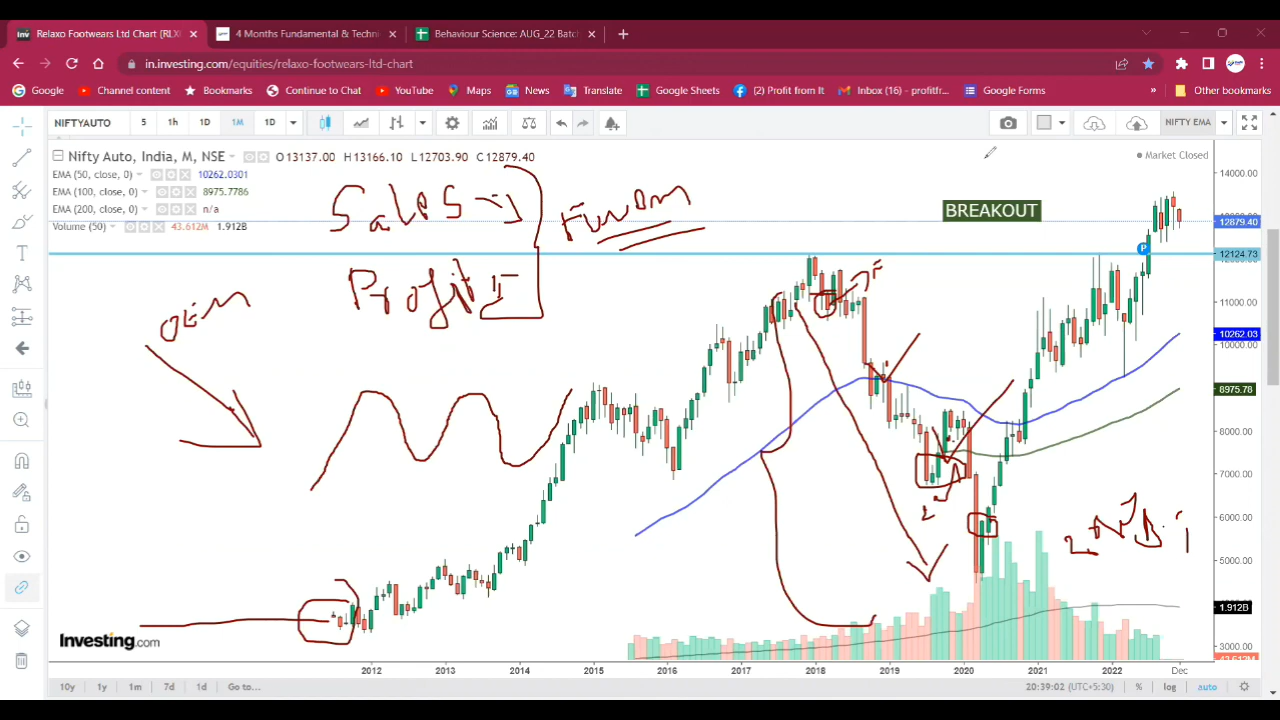 Relaxo Footwears Ltd Chart (RLX
4 Months Fundamental & Techn
Behaviour Science: AUG_22 Batch
in.investing.com/equities/relaxo-footwears-ltd-chart
Google
Channel content
Bookmarks
Continue to Chat
YouTube
Maps
News
Translate
Google Sheets
(2) Profit from It
Inbox (16) - profitfr...
Google Forms
»
Other bookmarks
NIFTYAUTO
5
1h
1D
1M
1D
NIFTY EMA
Nifty Auto, India, M, NSE
O13137.00 H13166.10 L12703.90 C12879.40
Market Closed
EMA (50, close, 0) 10262.0301
EMA (100, close, 0) 8975.7786
EMA (200, close, 0) n/a
Volume (50) 43.612M 1.912B
Sales
Profit
BREAKOUT
P
14000.00
12879.40
12124.73
11000.00
10262.03
10000.00
8975.78
8000.00
7000.00
6000.00
5000.00
1.912B
3000.00
43.612M
Investing.com
2012
2013
2014
2015
2016
2017
2018
2019
2020
2021
2022
Dec
10y
1y
1m
7d
1d
Go to...
20:39:02 (UTC+5:30)
%
log
auto